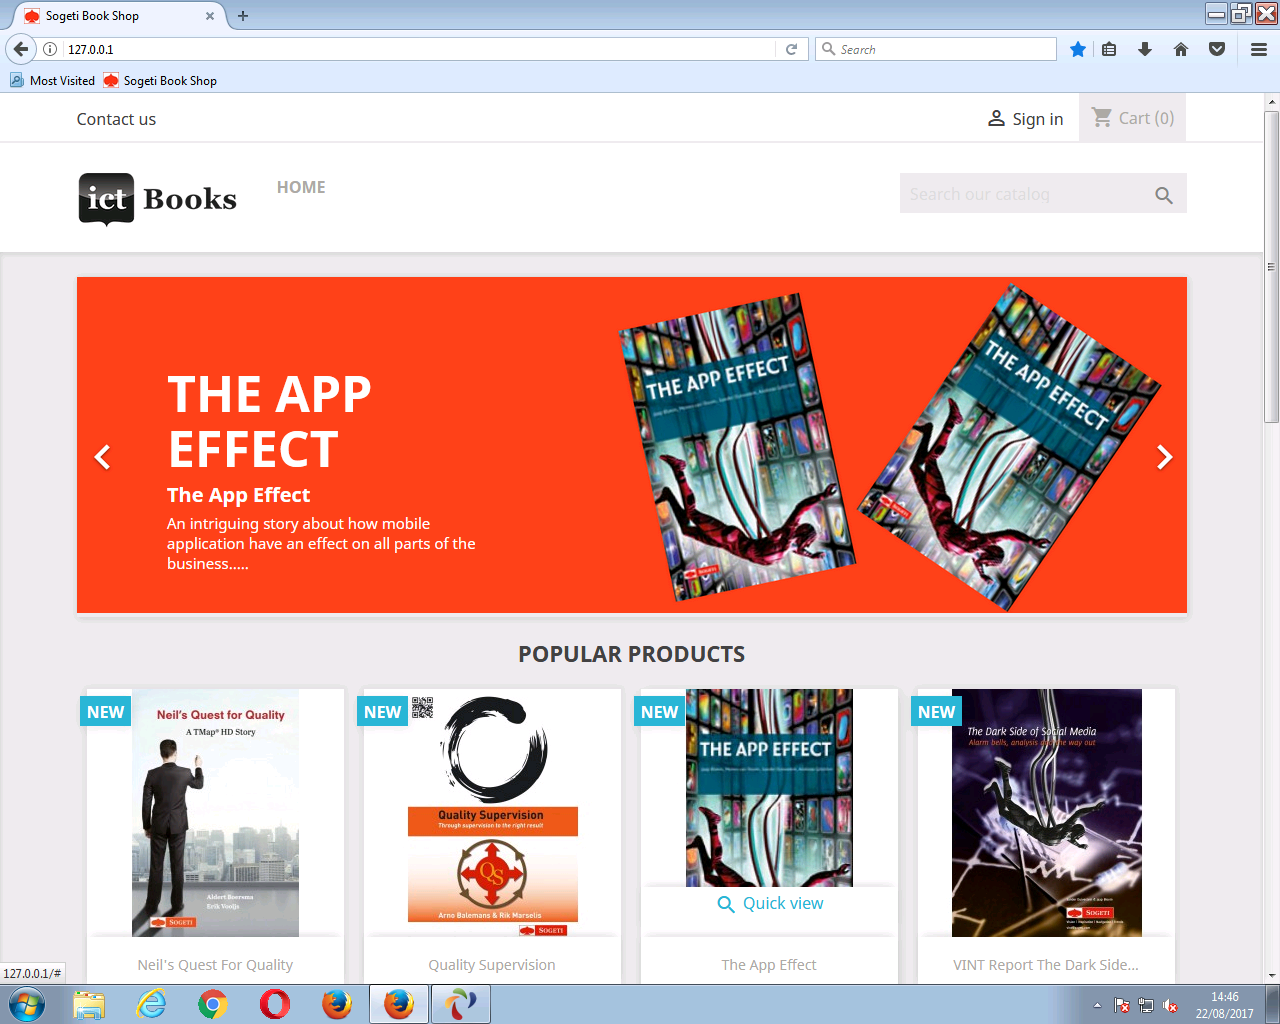 Sogeti Book Shop
127.0.0.1
Search
Most Visited
Sogeti Book Shop
Contact us
Sign in
Cart (0)
ict Books
HOME
Search our catalog
THE APP
EFFECT
The App Effect
An intriguing story about how mobile
application have an effect on all parts of the
business.....
THE APP EFFECT
SOGETI
THE APP EFFECT
POPULAR PRODUCTS
NEW
Neil's Quest for Quality
A TMap® HD Story
Aldert Boersma
Erik Vooijs
SOGETI
Neil's Quest For Quality
NEW
Quality Supervision
Through supervision to the right result
QS
Arno Balemans & Rik Marselis
SOGETI
Quality Supervision
NEW
THE APP EFFECT
Quick view
The App Effect
NEW
The Dark Side of Social Media
Alarm bells, analysis and the way out
SOGETI
VINT Report The Dark Side...
127.0.0.1/#
14:46
22/08/2017